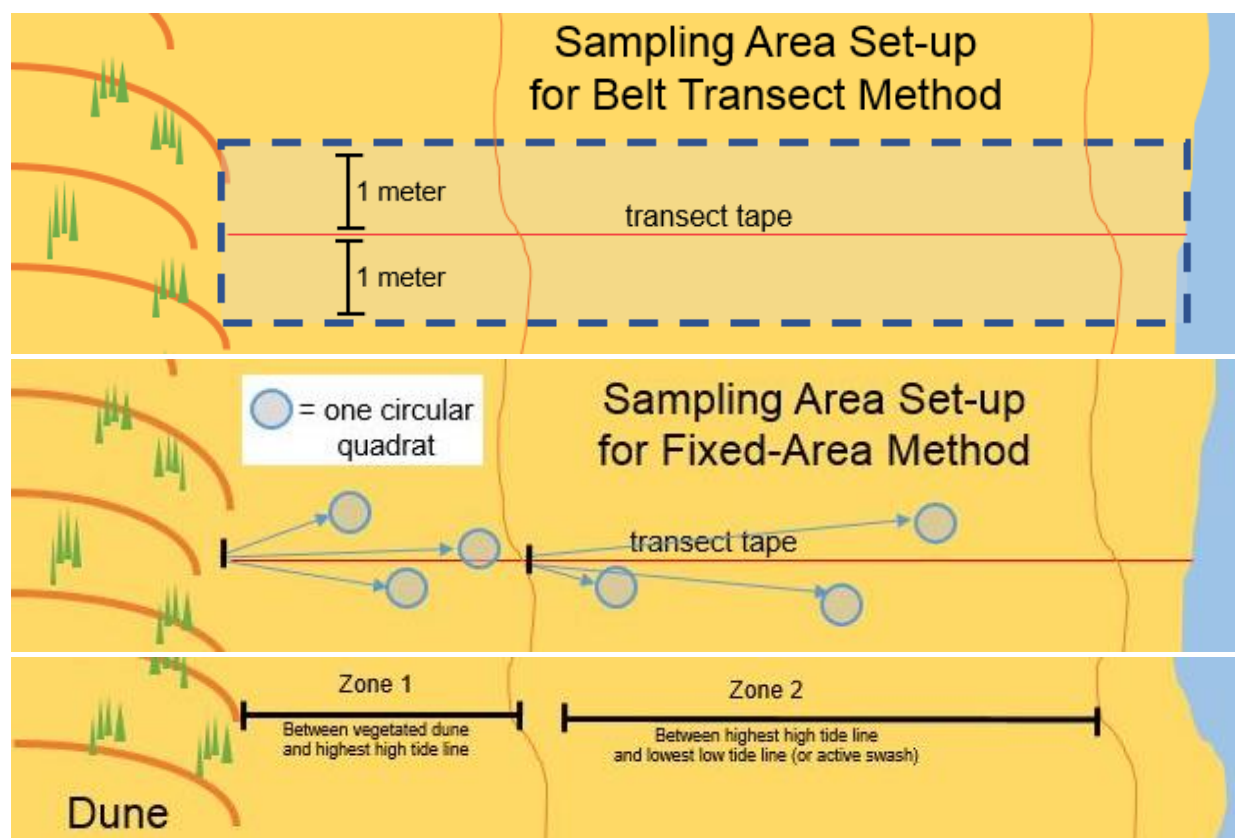 Sampling Area Set-up
for Belt Transect Method
1 meter
transect tape
1 meter
= one circular
quadrat
Sampling Area Set-up
for Fixed-Area Method
transect tape
Zone 1
Between vegetated dune
and highest high tide line
Zone 2
Between highest high tide line
and lowest low tide line (or active swash)
Dune